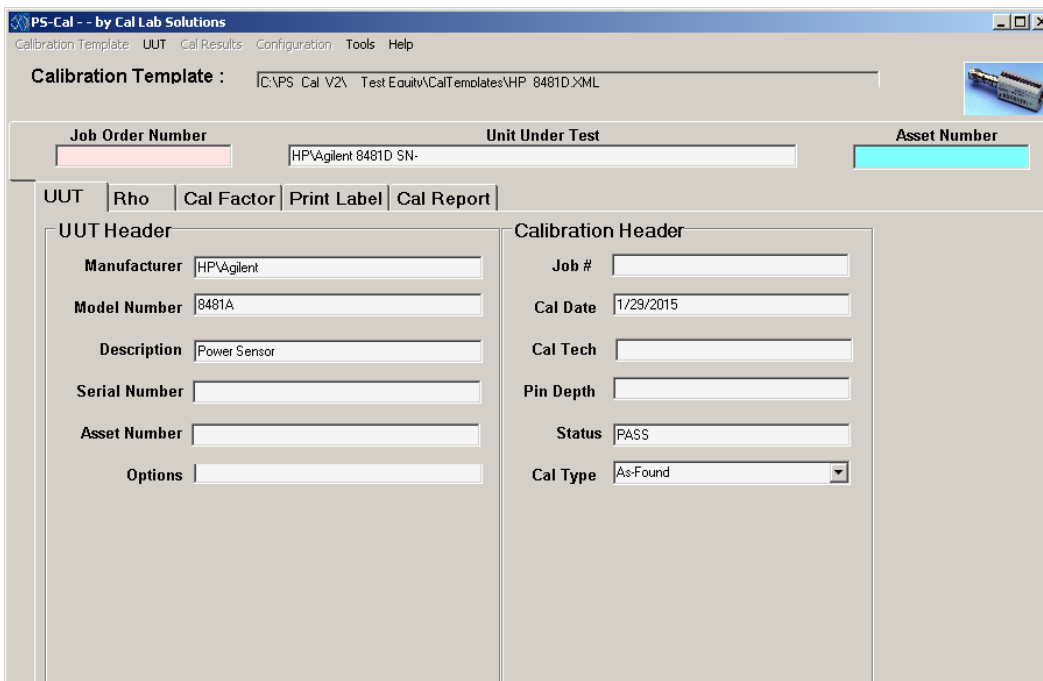 PS-Cal - - by Cal Lab Solutions
Calibration Template UUT Cal Results Configuration Tools Help
Calibration Template : C:\PS Cal V2\ Test Equity\CalTemplates\HP 8481D.XML
Job Order Number Unit Under Test Asset Number
HP\Agilent 8481D SN-
UUT Rho Cal Factor Print Label Cal Report
UUT Header Calibration Header
Manufacturer HP\Agilent Job #
Model Number 8481A Cal Date 1/29/2015
Description Power Sensor Cal Tech
Serial Number Pin Depth
Asset Number Status PASS
Options Cal Type As-Found